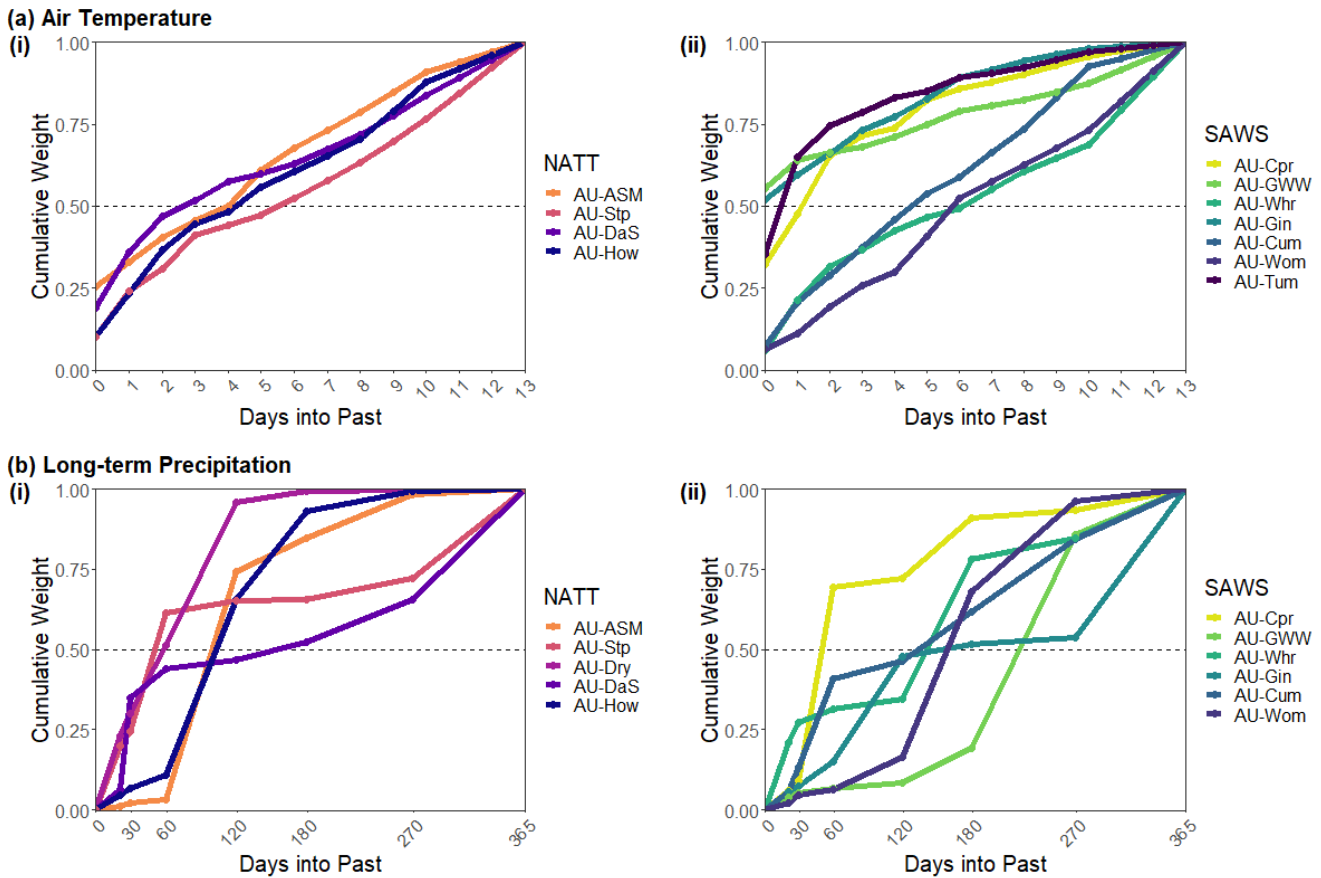 (a) Air Temperature
(i)
1.00
0.75
0.50
0.25
0.00
Cumulative Weight
0 1 2 3 4 5 6 7 8 9 10 11 12 13
Days into Past
NATT
AU-ASM
AU-Stp
AU-DaS
AU-How
(ii)
1.00
0.75
0.50
0.25
0.00
Cumulative Weight
0 1 2 3 4 5 6 7 8 9 10 11 12 13
Days into Past
SAWS
AU-Cpr
AU-GWW
AU-Whr
AU-Gin
AU-Cum
AU-Wom
AU-Tum
(b) Long-term Precipitation
(i)
1.00
0.75
0.50
0.25
0.00
Cumulative Weight
0 30 60 120 180 270 365
Days into Past
NATT
AU-ASM
AU-Stp
AU-Dry
AU-DaS
AU-How
(ii)
1.00
0.75
0.50
0.25
0.00
Cumulative Weight
0 30 60 120 180 270 365
Days into Past
SAWS
AU-Cpr
AU-GWW
AU-Whr
AU-Gin
AU-Cum
AU-Wom